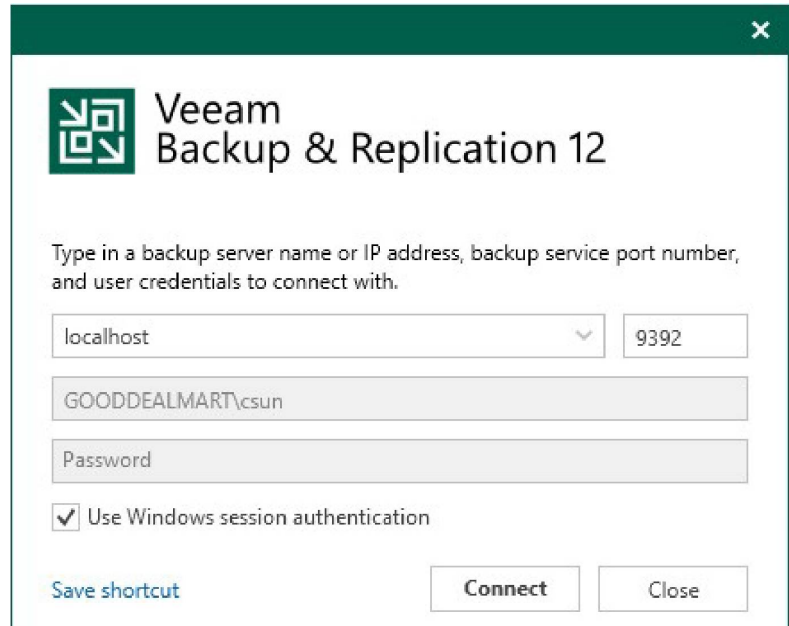 Veeam
Backup & Replication 12
Type in a backup server name or IP address, backup service port number,
and user credentials to connect with.
localhost
9392
GOODDEALMART\csun
Password
Use Windows session authentication
Save shortcut
Connect
Close